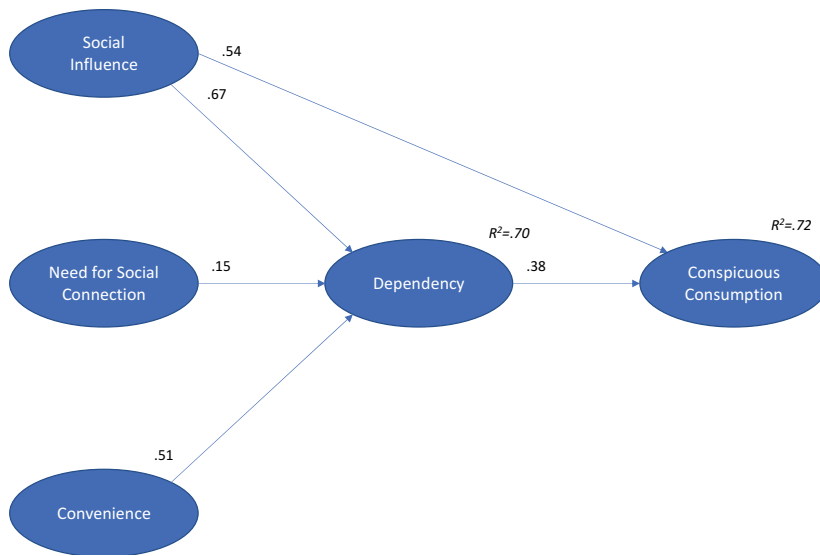 Social
Influence
.54
.67
R²=.70
R²=.72
Need for Social
Connection
.15
Dependency
.38
Conspicuous
Consumption
.51
Convenience